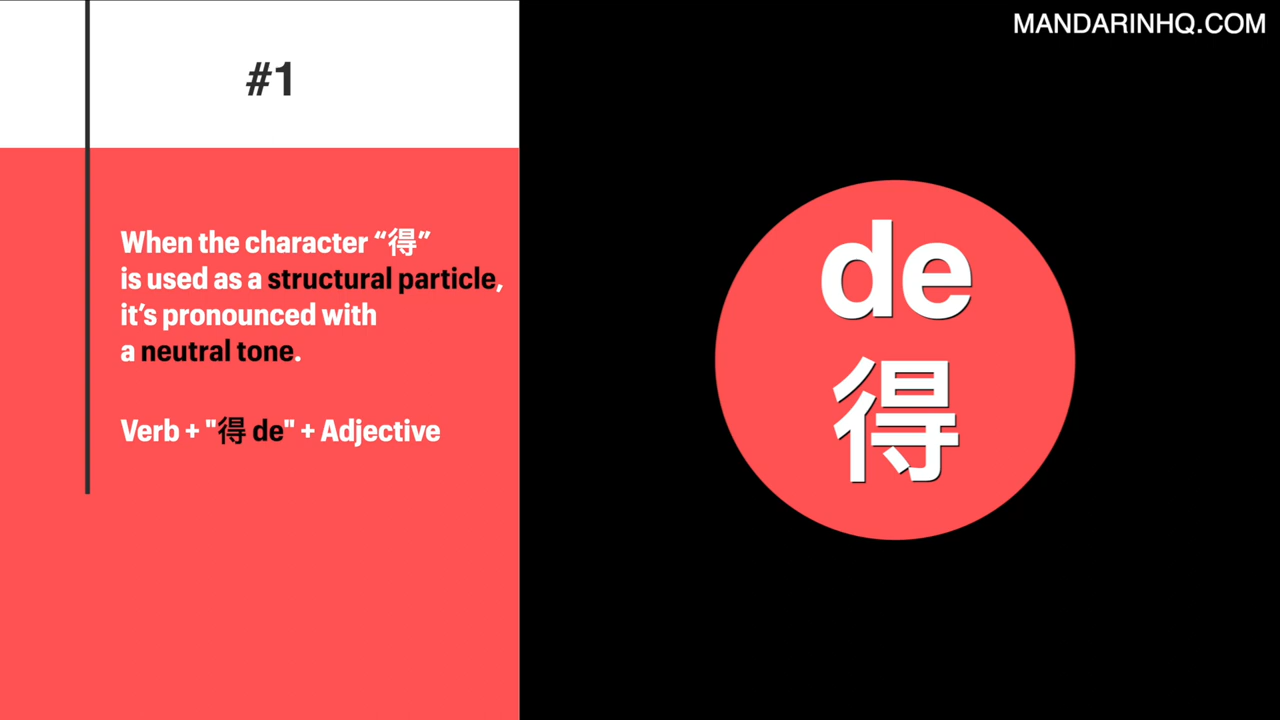 #1
When the character “得”
is used as a structural particle,
it’s pronounced with
a neutral tone.
Verb + "得 de" + Adjective
MANDARINHQ.COM
de
得